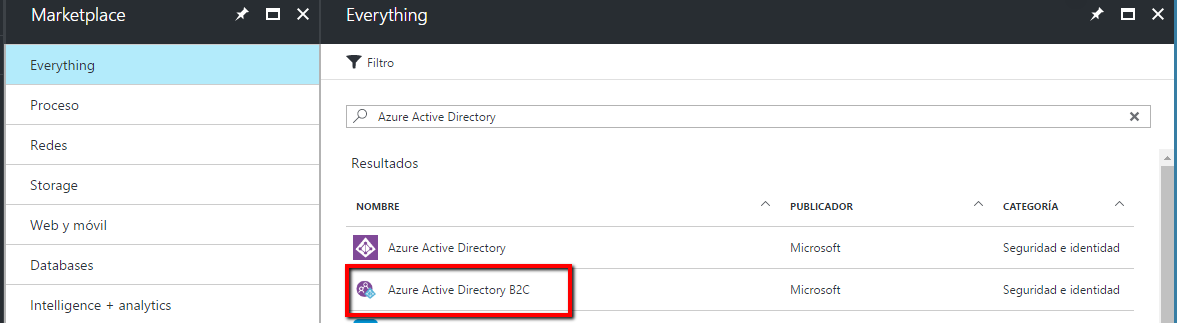 Marketplace
Everything
Proceso
Redes
Storage
Web y móvil
Databases
Intelligence + analytics
Everything
Filtro
Azure Active Directory
Resultados
NOMBRE PUBLICADOR CATEGORÍA
Azure Active Directory Microsoft Seguridad e identidad
Azure Active Directory B2C Microsoft Seguridad e identidad